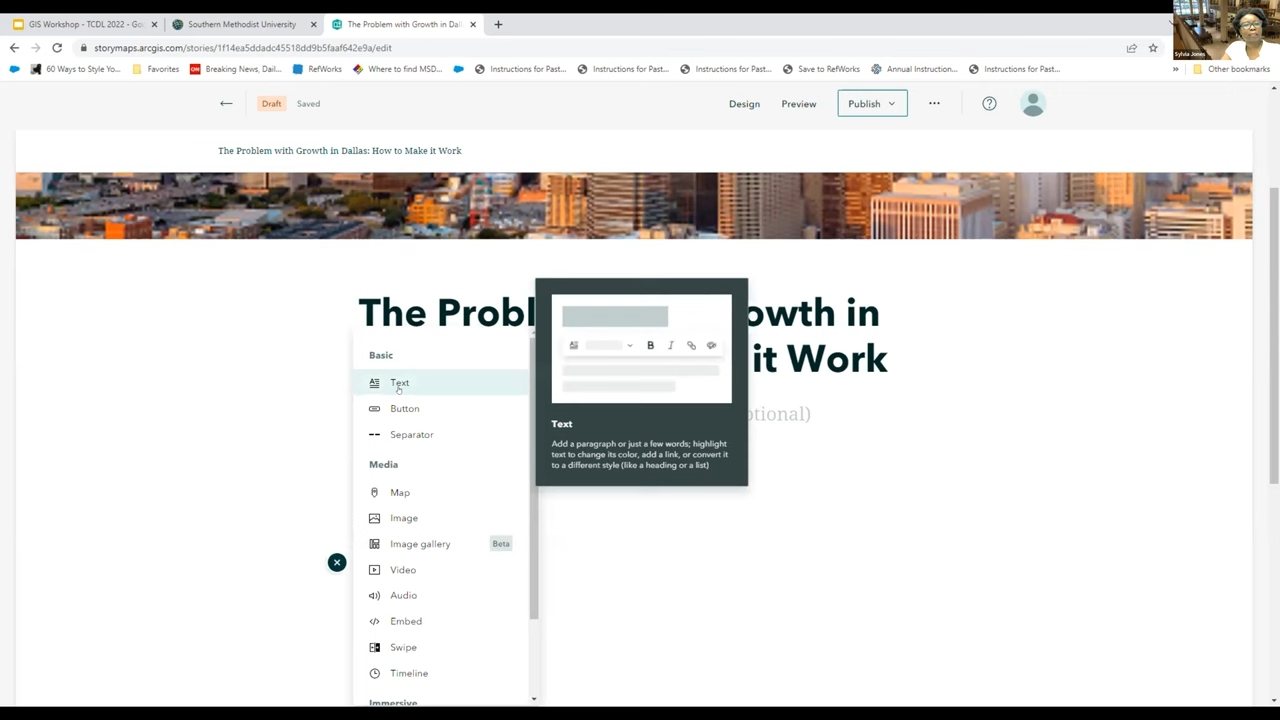 GIS Workshop - TCDL 2022 - Go
Southern Methodist University
The Problem with Growth in Dal
storymaps.arcgis.com/stories/1f14ea5ddadc45518dd9b5faaf642e9a/edit
60 Ways to Style Yo...
Favorites
Breaking News, Dail...
RefWorks
Where to find MSD...
Instructions for Past...
Instructions for Past...
Instructions for Past...
Save to RefWorks
Annual Instruction...
Instructions for Past...
»
Other bookmarks
Sylvia Jones
Draft
Saved
Design
Preview
Publish
The Problem with Growth in Dallas: How to Make it Work
The Probl
owth in
it Work
otional)
Basic
Text
Button
Separator
Media
Map
Image
Image gallery
Beta
Video
Audio
Embed
Swipe
Timeline
Immersive
B I
Text
Add a paragraph or just a few words; highlight
text to change its color, add a link, or convert it
to a different style (like a heading or a list)